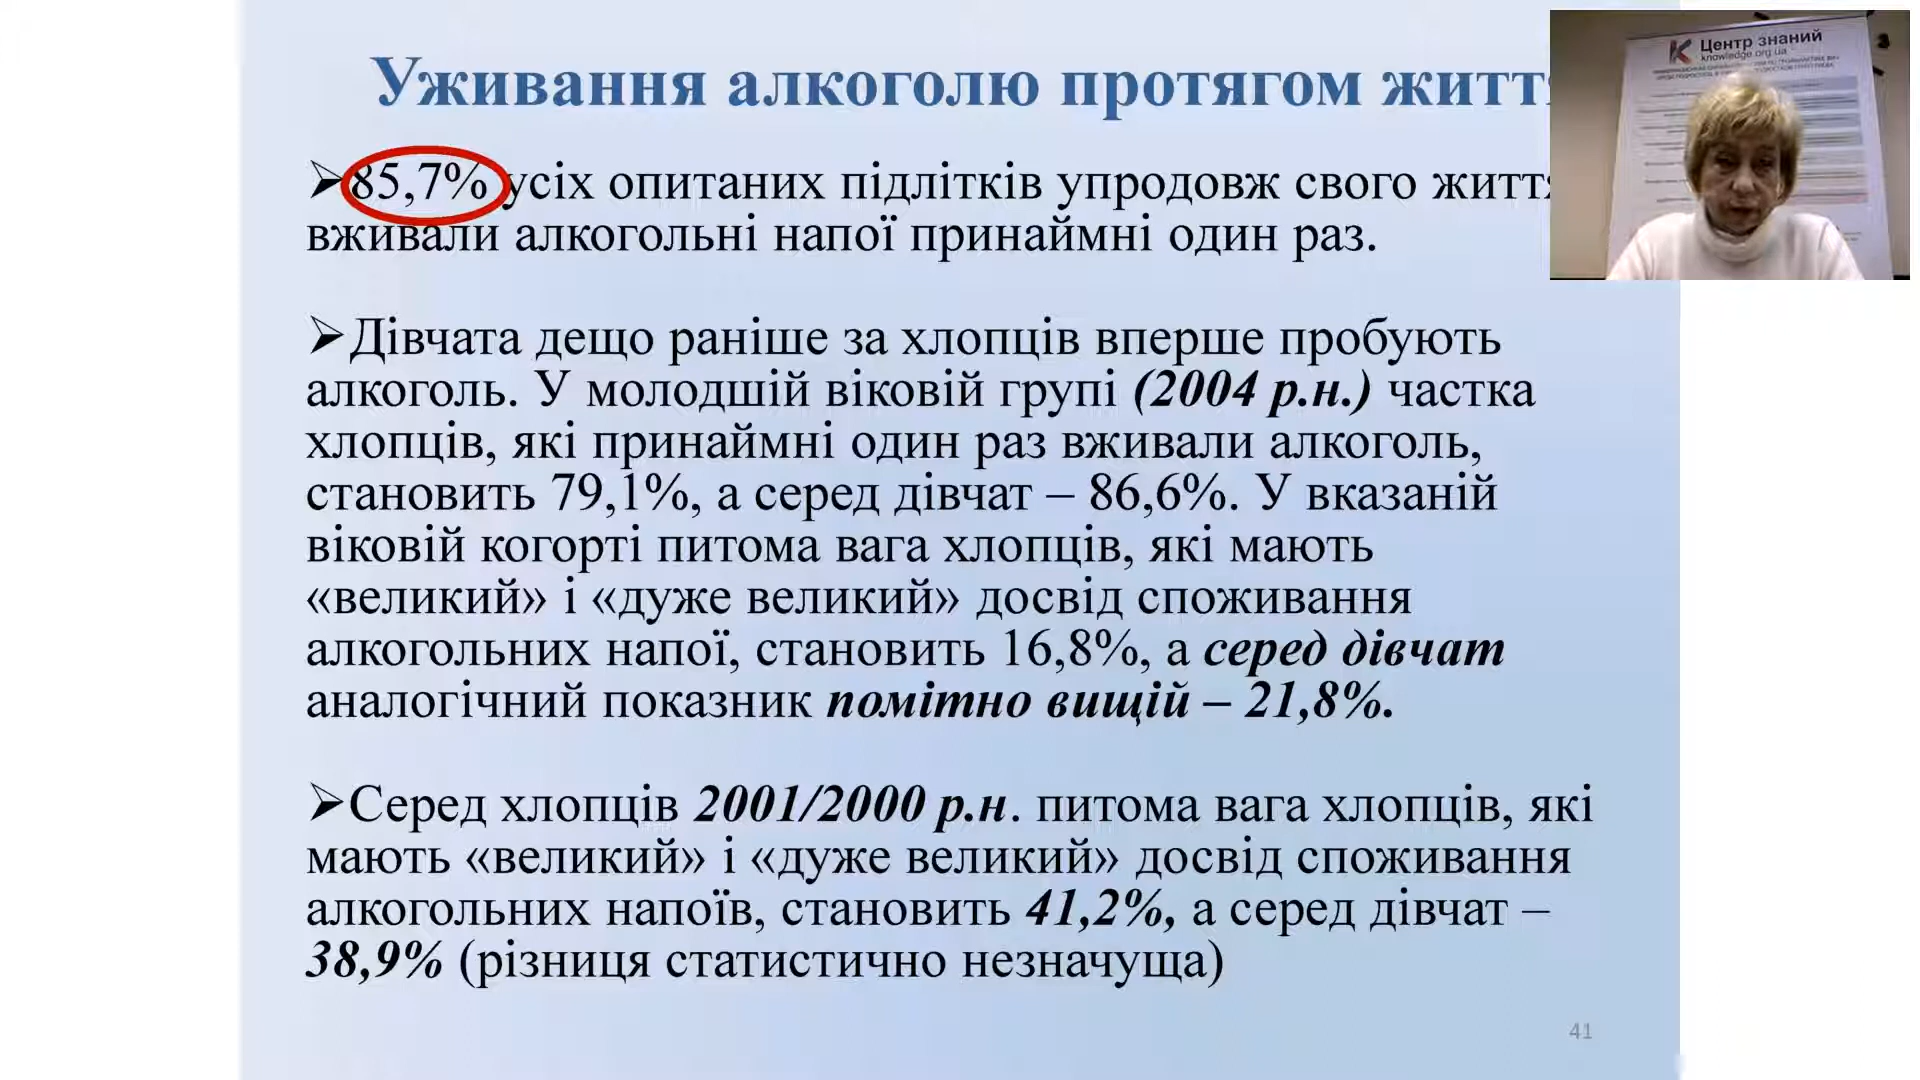 Уживання алкоголю протягом життя
➢85,7% усіх опитаних підлітків упродовж свого життя
вживали алкогольні напої принаймні один раз.
➢Дівчата дещо раніше за хлопців вперше пробують
алкоголь. У молодшій віковій групі (2004 р.н.) частка
хлопців, які принаймні один раз вживали алкоголь,
становить 79,1%, а серед дівчат – 86,6%. У вказаній
віковій когорті питома вага хлопців, які мають
«великий» і «дуже великий» досвід споживання
алкогольних напої, становить 16,8%, а серед дівчат
аналогічний показник помітно вищій – 21,8%.
➢Серед хлопців 2001/2000 р.н. питома вага хлопців, які
мають «великий» і «дуже великий» досвід споживання
алкогольних напоїв, становить 41,2%, а серед дівчат –
38,9% (різниця статистично незначуща)
41
Центр знаний
knowledge.org.ua